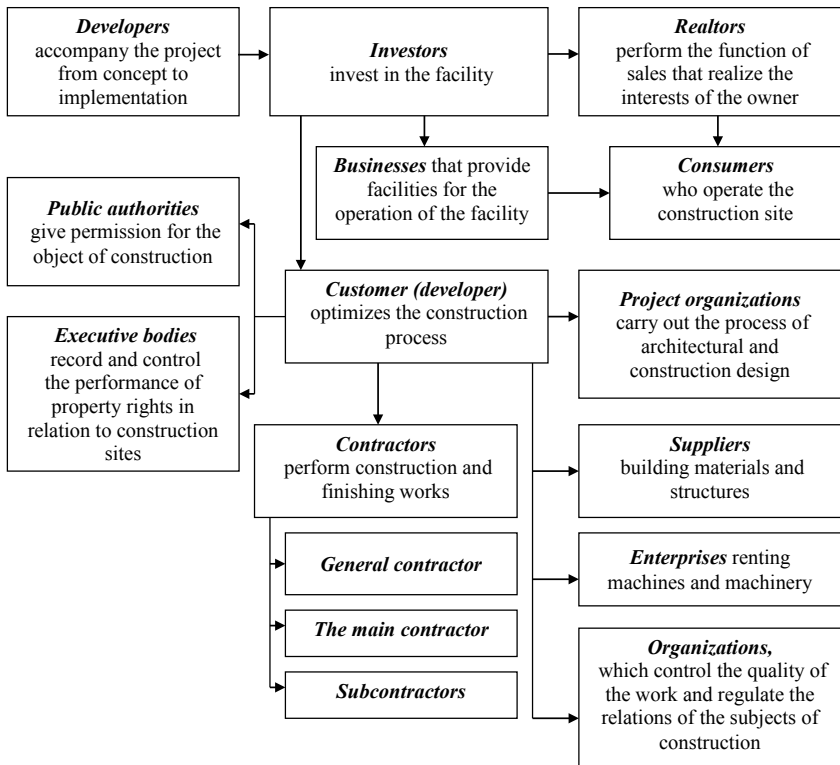 Developers
accompany the project
from concept to
implementation
Investors
invest in the facility
Realtors
perform the function of
sales that realize the
interests of the owner
Businesses that provide
facilities for the
operation of the facility
Consumers
who operate the
construction site
Public authorities
give permission for the
object of construction
Customer (developer)
optimizes the construction
process
Project organizations
carry out the process of
architectural and
construction design
Executive bodies
record and control
the performance of
property rights in
relation to construction
sites
Contractors
perform construction and
finishing works
Suppliers
building materials and
structures
General contractor
Enterprises renting
machines and machinery
The main contractor
Subcontractors
Organizations,
which control the quality of
the work and regulate the
relations of the subjects of
construction